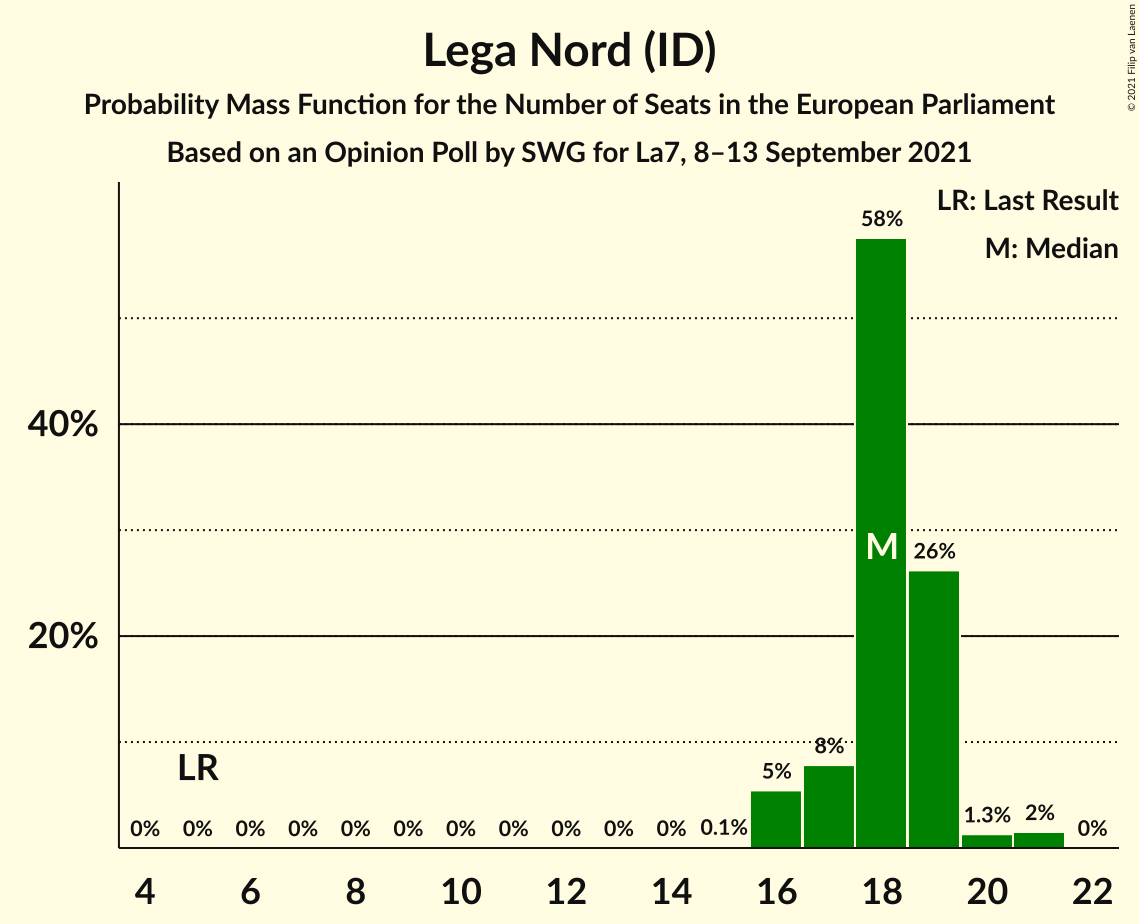 Lega Nord (ID)
Probability Mass Function for the Number of Seats in the European Parliament
Based on an Opinion Poll by SWG for La7, 8–13 September 2021
© 2021 Filip van Laenen
LR: Last Result
M: Median
58%
40%
M
26%
20%
8%
LR
5%
0% 0% 0% 0% 0% 0% 0% 0% 0% 0% 0% 0.1% 1.3% 2% 0%
4 6 8 10 12 14 16 18 20 22